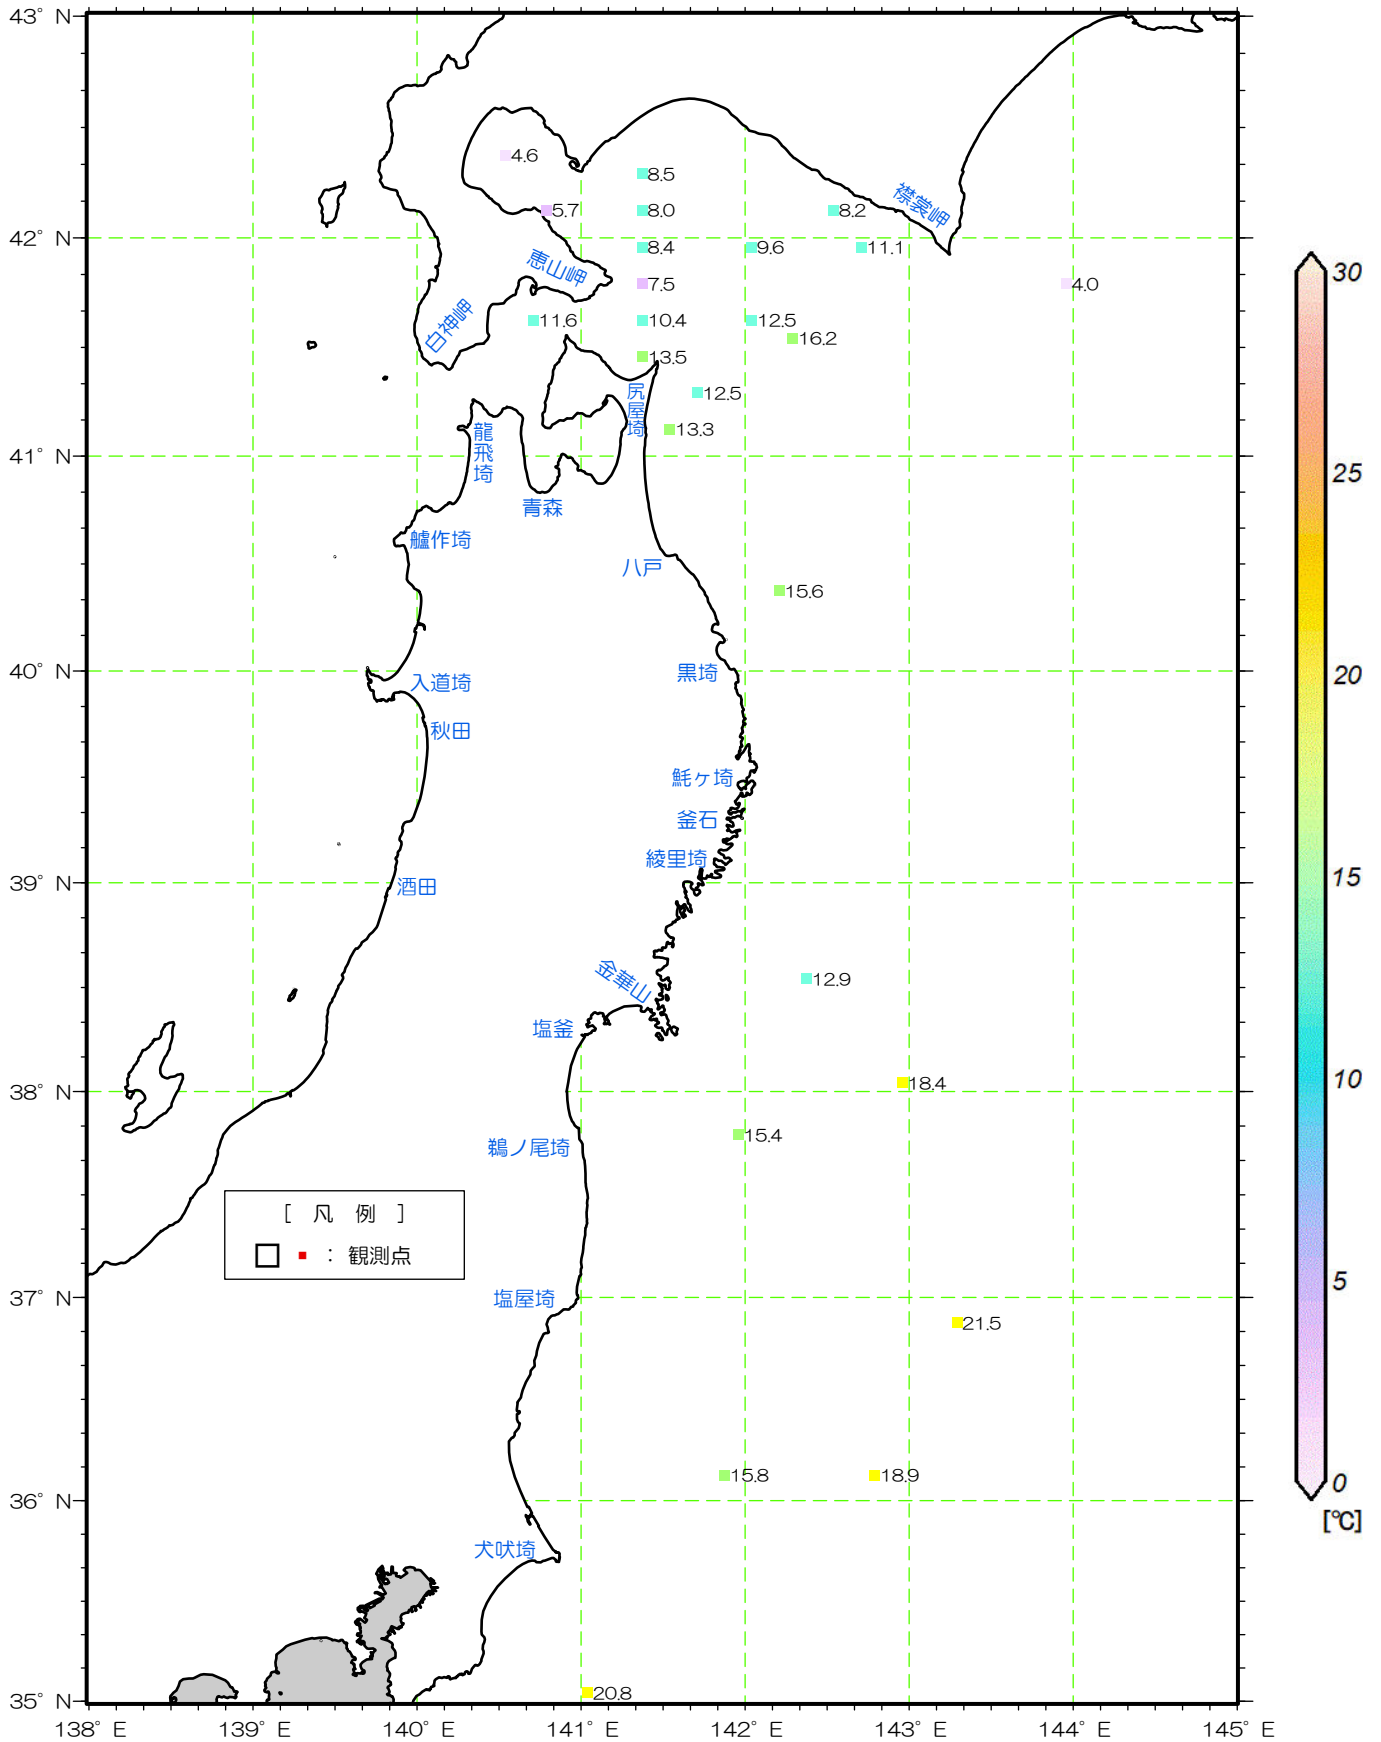 43° N
4.6
8.5
襟裳岬
5.7
8.0
8.2
42° N
8.4
9.6
11.1
恵山岬
30
7.5
4.0
白神岬
11.6
10.4
12.5
16.2
13.5
尻屋埼
12.5
龍飛埼
13.3
41° N
25
青森
艫作埼
八戸
15.6
40° N
黒埼
20
入道埼
秋田
魹ヶ埼
釜石
綾里埼
39° N
酒田
15
金華山
12.9
塩釜
38° N
18.4
10
15.4
鵜ノ尾埼
[ 凡 例 ]
: 観測点
5
37° N
塩屋埼
21.5
15.8
18.9
0
36° N
[℃]
犬吠埼
20.8
35° N
138° E 139° E 140° E 141° E 142° E 143° E 144° E 145° E